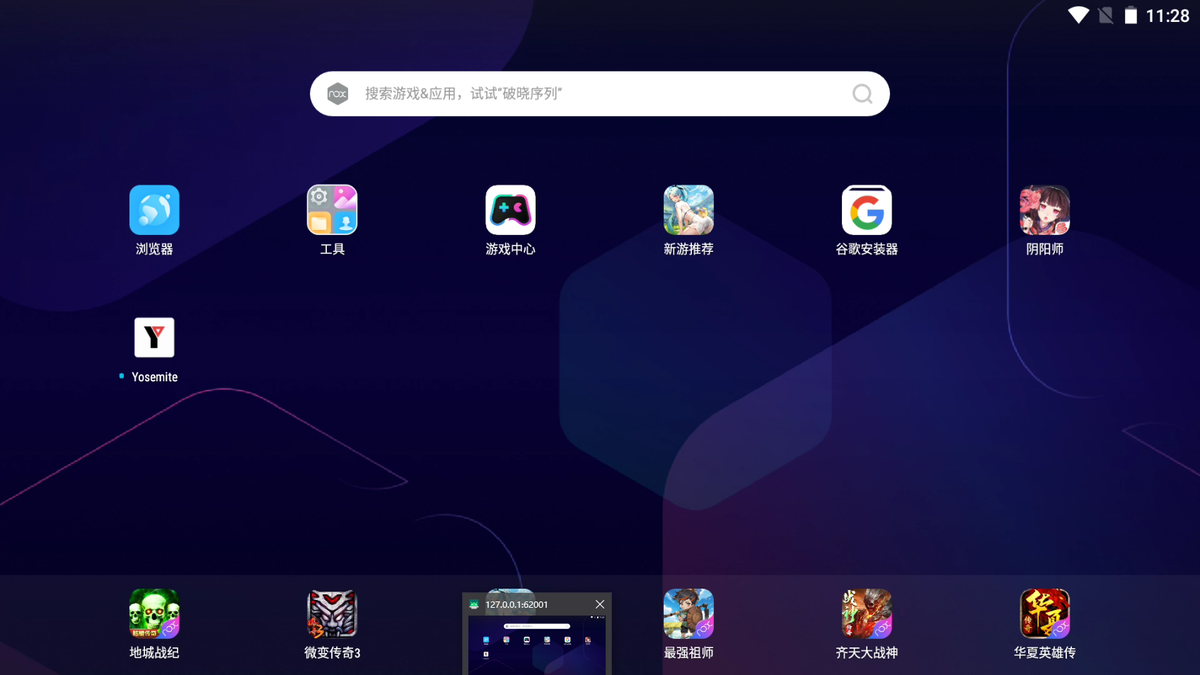 11:28
nox 搜索游戏&应用，试试“破晓序列”
浏览器
工具
游戏中心
新游推荐
谷歌安装器
阴阳师
Yosemite
127.0.0.1:62001
地城战纪
微变传奇3
最强祖师
齐天大战神
华夏英雄传